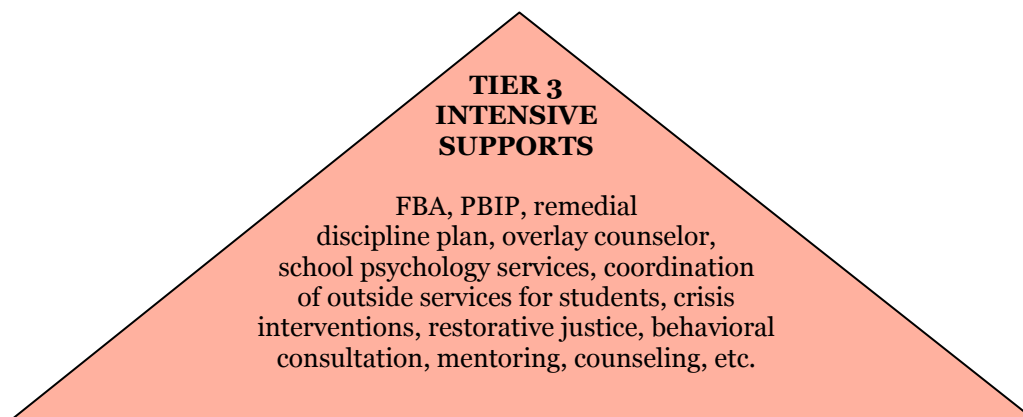 TIER 3
INTENSIVE
SUPPORTS
FBA, PBIP, remedial
discipline plan, overlay counselor,
school psychology services, coordination
of outside services for students, crisis
interventions, restorative justice, behavioral
consultation, mentoring, counseling, etc.